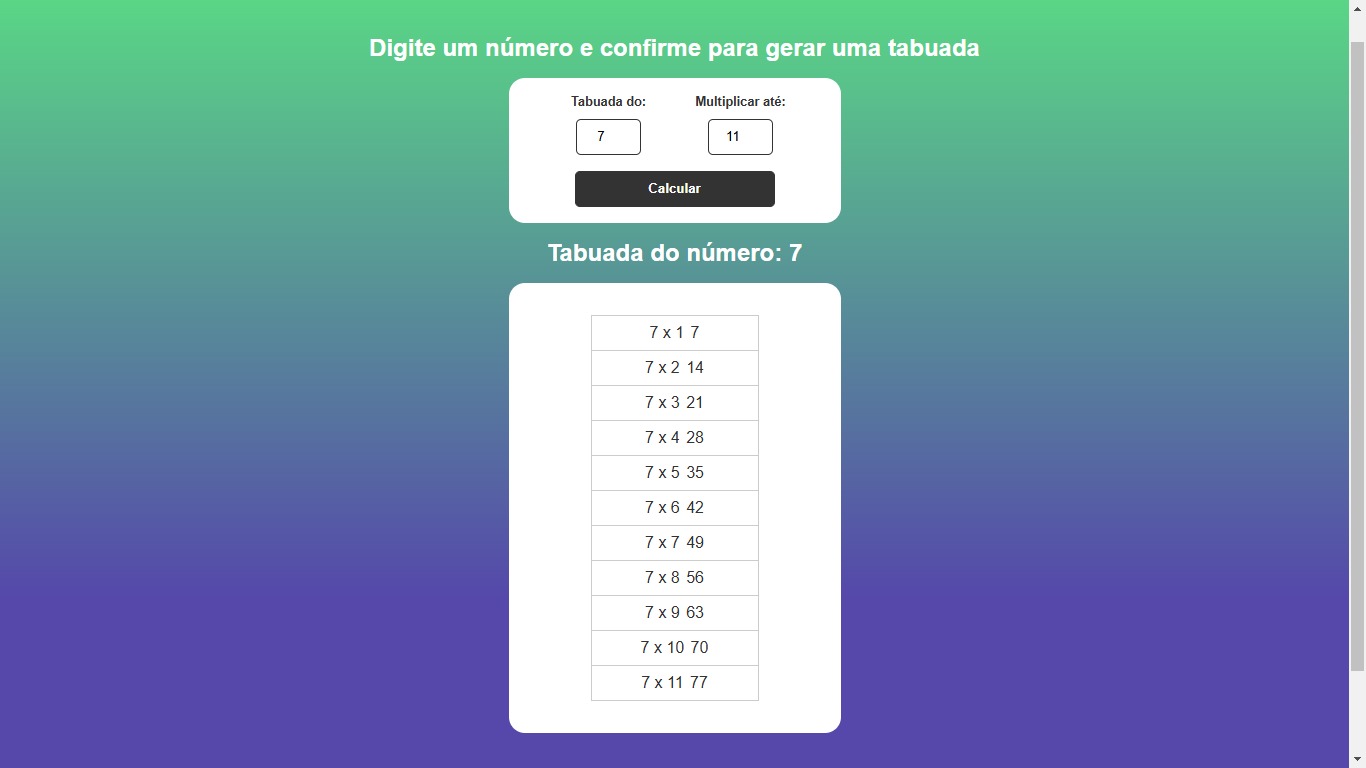 Digite um número e confirme para gerar uma tabuada
Tabuada do: Multiplicar até:
7 11
Calcular
Tabuada do número: 7
7 x 1 7
7 x 2 14
7 x 3 21
7 x 4 28
7 x 5 35
7 x 6 42
7 x 7 49
7 x 8 56
7 x 9 63
7 x 10 70
7 x 11 77